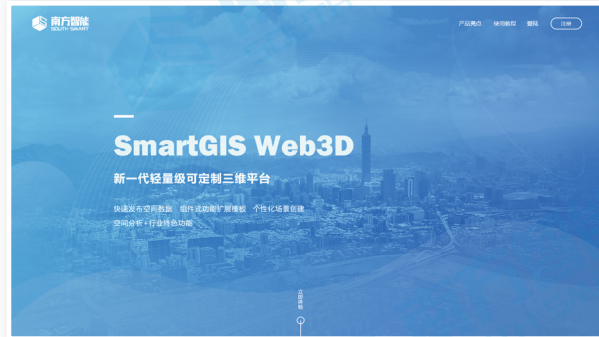 南方智能
SOUTH SMART
产品亮点 使用教程 登陆 注册
SmartGIS Web3D
新一代轻量级可定制三维平台
快速发布空间数据 组件式功能扩展模板 个性化场景创建
空间分析+行业特色功能
立即体验